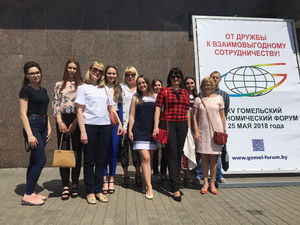 ОТ ДРУЖБЫ
К ВЗАИМОВЫГОДНОМУ
СОТРУДНИЧЕСТВУ!
XV ГОМЕЛЬСКИЙ
ЭКОНОМИЧЕСКИЙ ФОРУМ
25 МАЯ 2018 года
www.gomel-forum.by